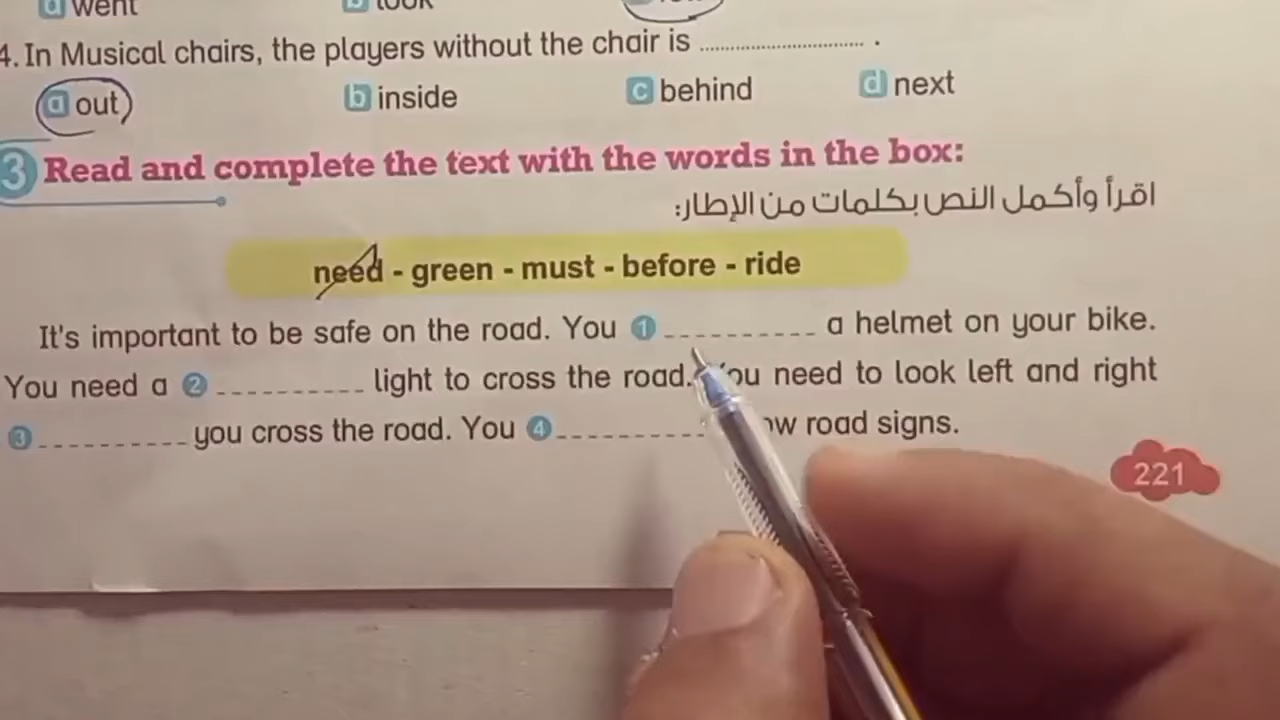 a went b took
4. In Musical chairs, the players without the chair is .................... .
a out b inside c behind d next
3 Read and complete the text with the words in the box:
اقرأ وأكمل النص بكلمات من الإطار:
need - green - must - before - ride
It's important to be safe on the road. You 1 _ _ _ _ _ _ _ _ _ _ a helmet on your bike.
You need a 2 _ _ _ _ _ _ _ _ _ _ light to cross the road. You need to look left and right
3 _ _ _ _ _ _ _ _ _ _ you cross the road. You 4 _ _ _ _ _ _ _ _ _ _ road signs.
221